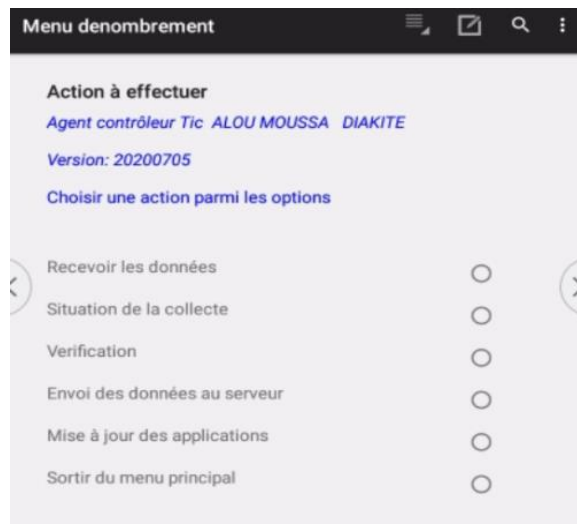 Menu denombrement
Action à effectuer
Agent contrôleur Tic ALOU MOUSSA DIAKITE
Version: 20200705
Choisir une action parmi les options
Recevoir les données
Situation de la collecte
Verification
Envoi des données au serveur
Mise à jour des applications
Sortir du menu principal